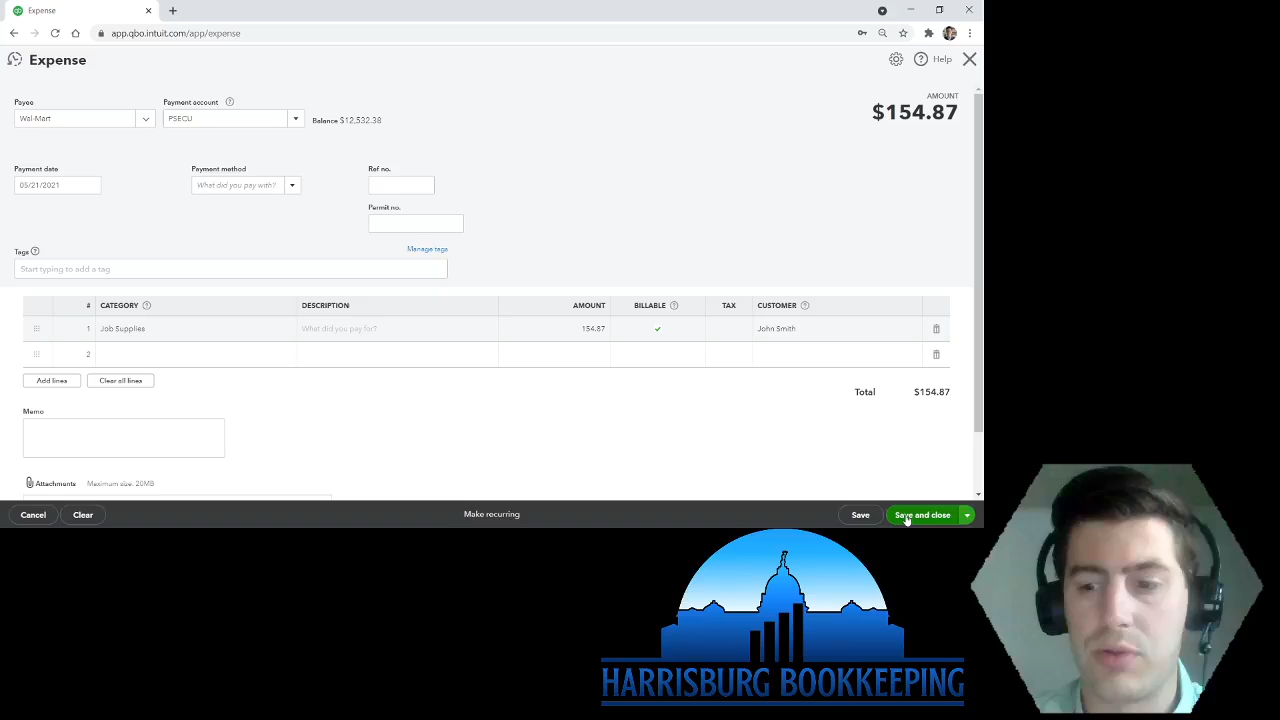 Expense
app.qbo.intuit.com/app/expense
Expense
Help
Payee
Payment account
AMOUNT
Wal-Mart
PSECU
Balance $12,532.38
$154.87
Payment date
Payment method
Ref no.
05/21/2021
What did you pay with?
Permit no.
Tags
Manage tags
Start typing to add a tag
# CATEGORY DESCRIPTION AMOUNT BILLABLE TAX CUSTOMER
1 Job Supplies What did you pay for? 154.87 John Smith
2
Add lines
Clear all lines
Total $154.87
Memo
Attachments Maximum size: 20MB
Cancel
Clear
Make recurring
Save
Save and close
HARRISBURG BOOKKEEPING